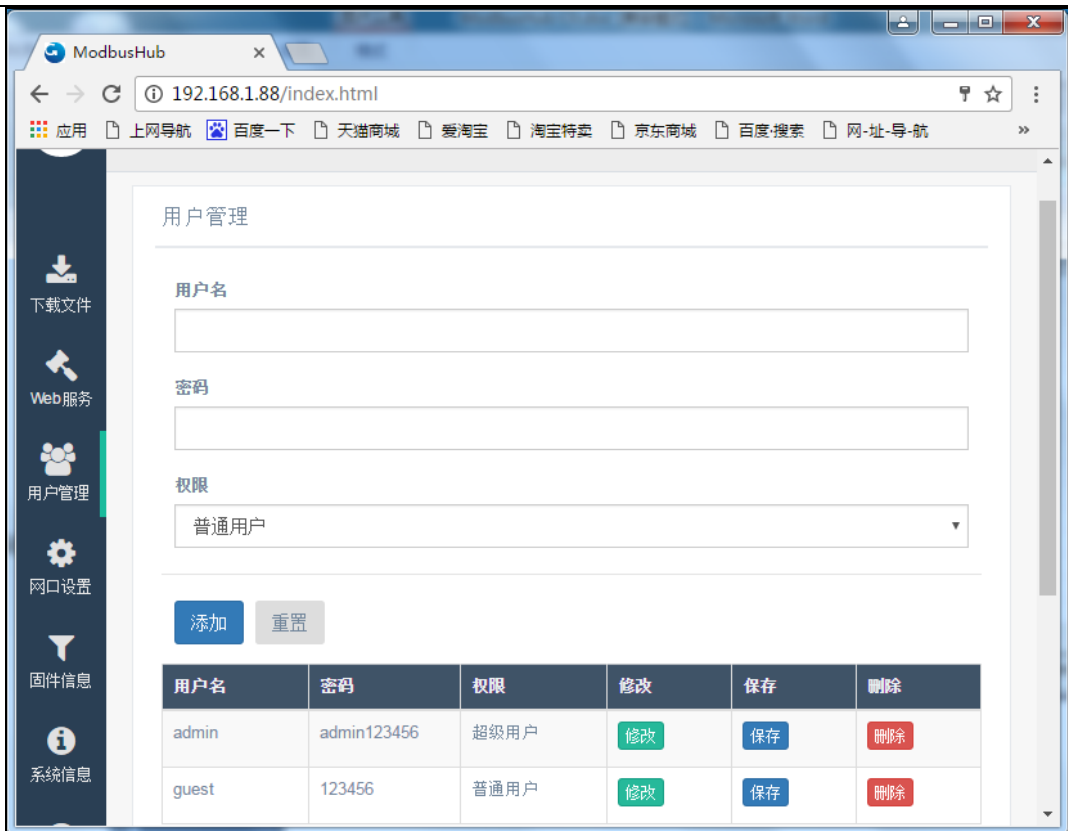 ModbusHub
192.168.1.88/index.html
应用 上网导航 百度一下 天猫商城 爱淘宝 淘宝特卖 京东商城 百度·搜索 网-址-导-航 »
用户管理
下载文件
Web服务
用户管理
网口设置
固件信息
系统信息
用户名
密码
权限
普通用户
添加 重置
用户名 密码 权限 修改 保存 删除
admin admin123456 超级用户 修改 保存 删除
guest 123456 普通用户 修改 保存 删除